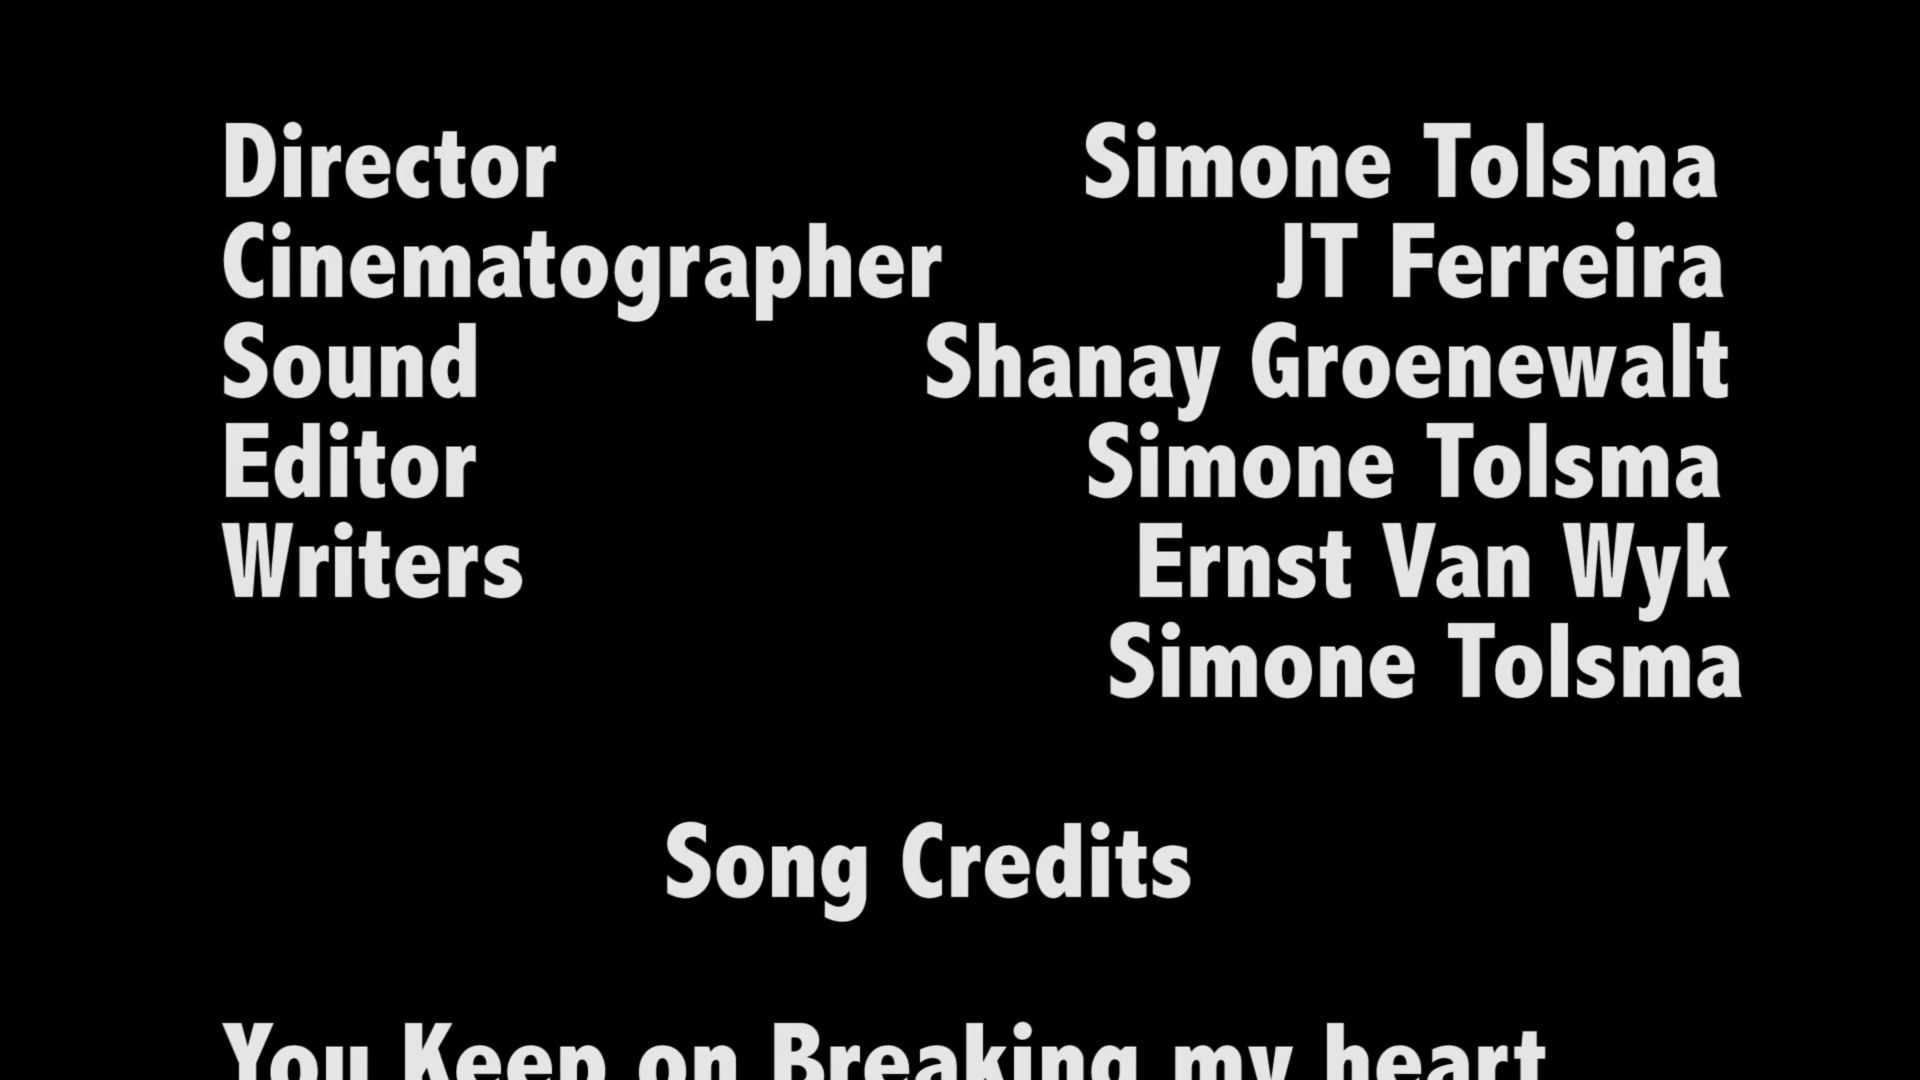 Director Simone Tolsma
Cinematographer JT Ferreira
Sound Shanay Groenewalt
Editor Simone Tolsma
Writers Ernst Van Wyk
Simone Tolsma
Song Credits
You Keep on Breaking my heart